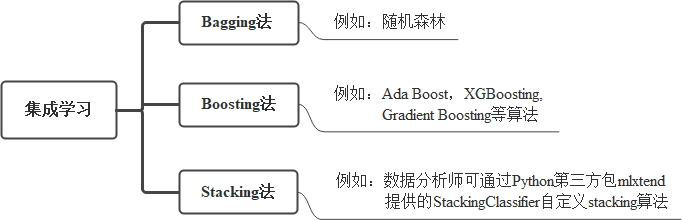 集成学习
Bagging法
例如：随机森林
Boosting法
例如：Ada Boost，XGBoosting,
Gradient Boosting等算法
Stacking法
例如：数据分析师可通过Python第三方包mlxtend
提供的StackingClassifier自定义stacking算法